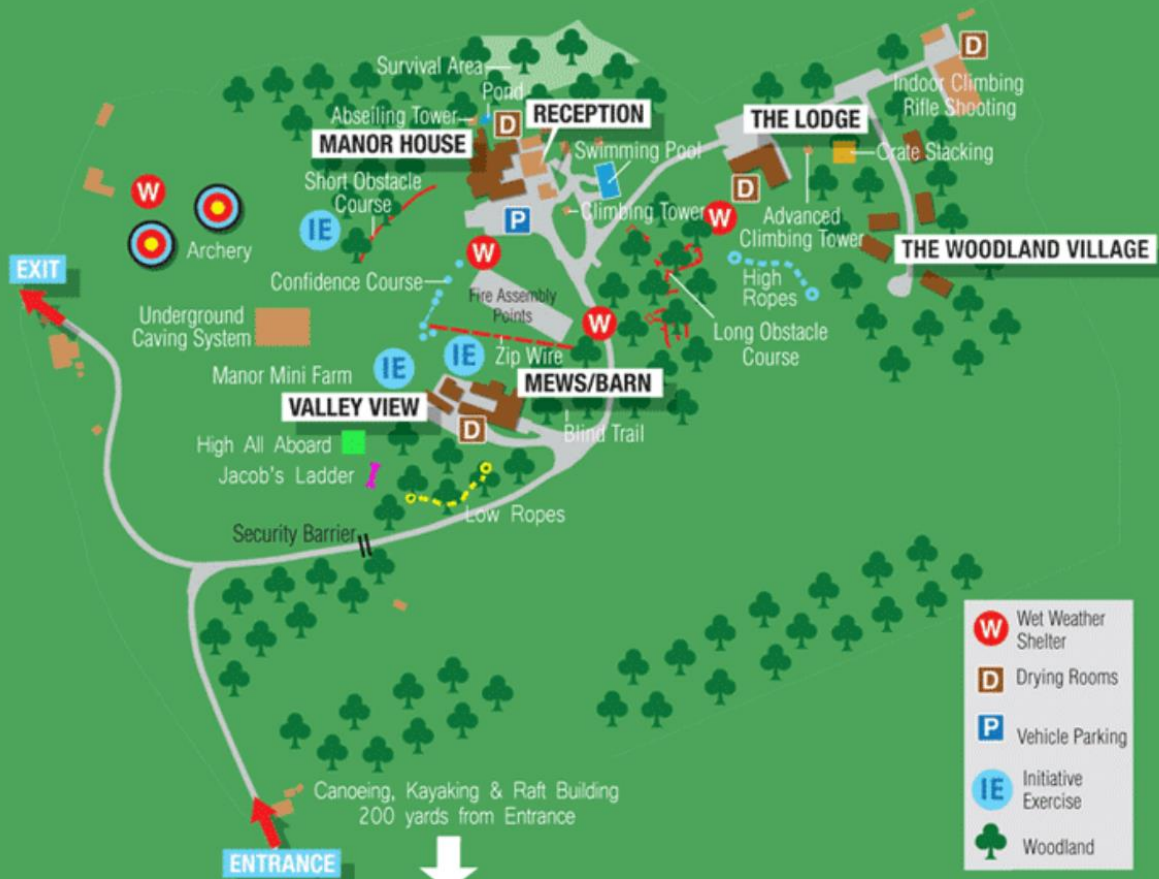 Survival Area
Pond
Abseiling Tower
D
RECEPTION
MANOR HOUSE
Swimming Pool
Short Obstacle
Course
P
Climbing Tower
THE LODGE
D
Indoor Climbing
Rifle Shooting
Crate Stacking
D
W
Advanced
Climbing Tower
THE WOODLAND VILLAGE
W
Archery
IE
EXIT
Confidence Course
W
Fire Assembly
Points
High
Ropes
Underground
Caving System
W
Long Obstacle
Course
Zip Wire
IE
IE
Manor Mini Farm
MEWS/BARN
VALLEY VIEW
D
Blind Trail
High All Aboard
Jacob's Ladder
Low Ropes
Security Barrier
Canoeing, Kayaking & Raft Building
200 yards from Entrance
ENTRANCE
W
Wet Weather
Shelter
D
Drying Rooms
P
Vehicle Parking
IE
Initiative
Exercise
Woodland